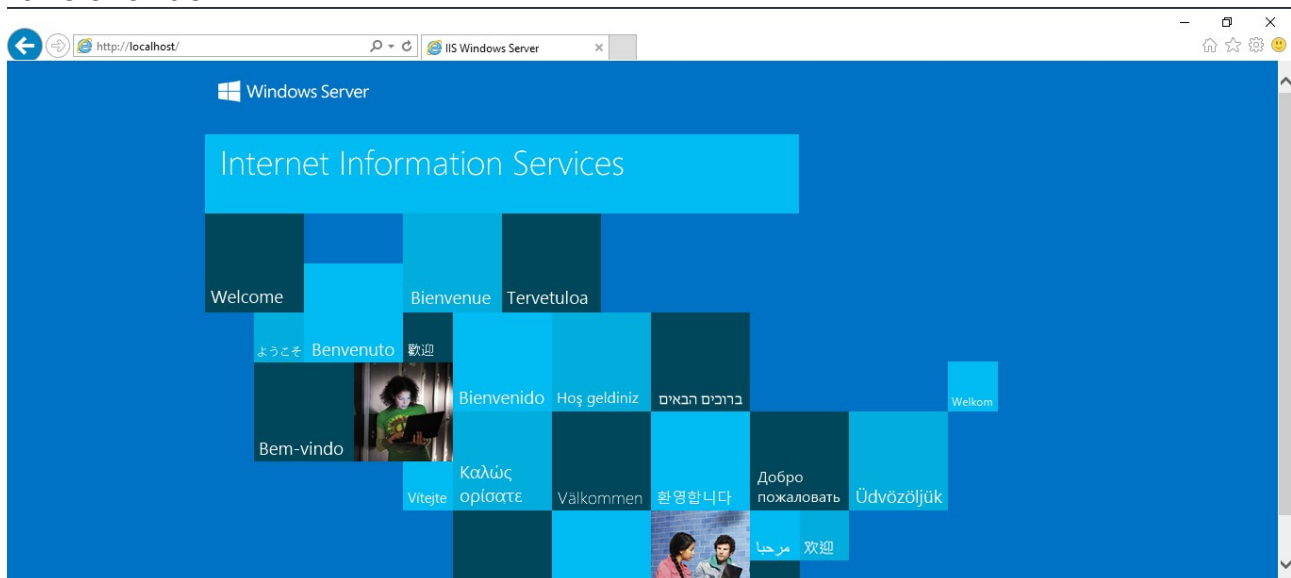 http://localhost/
IIS Windows Server
Windows Server
Internet Information Services
Welcome
Bienvenue
Tervetuloa
ようこそ
Benvenuto
歡迎
Bienvenido
Hoş geldiniz
ברוכים הבאים
Welkom
Bem-vindo
Vítejte
Καλώς
ορίσατε
Välkommen
환영합니다
Добро
пожаловать
Üdvözöljük
مرحبا
欢迎